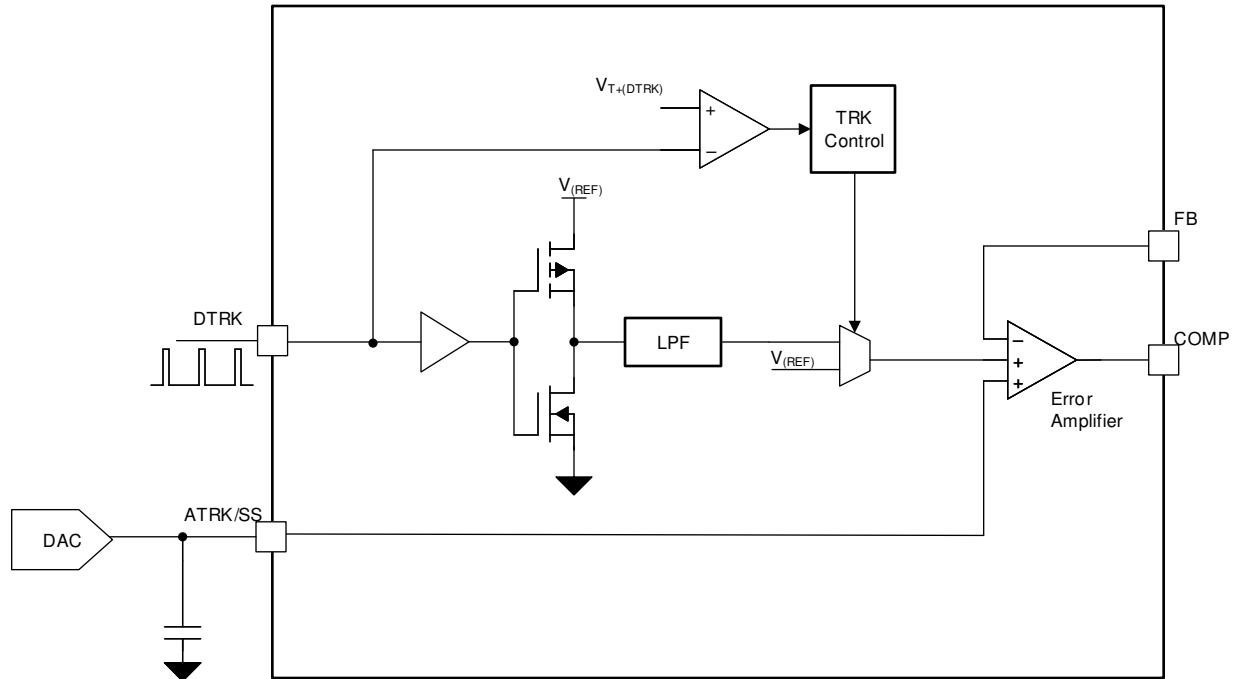 V T+(DTRK)
+
−
TRK
Control
V (REF)
FB
DTRK
LPF
V (REF)
−
+
+
COMP
Error
Amplifier
ATRK/SS
DAC